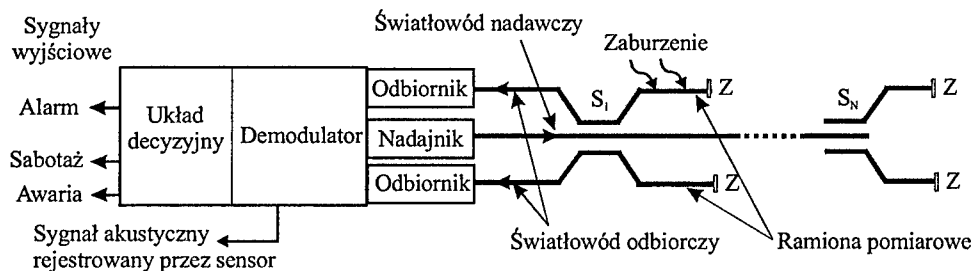 Sygnały
wyjściowe
Alarm
Sabotaż
Awaria
Układ
decyzyjny
Demodulator
Odbiornik
Nadajnik
Odbiornik
Sygnał akustyczny
rejestrowany przez sensor
Światłowód nadawczy
Zaburzenie
S₁
Z
S_N
Z
Z
Z
Światłowód odbiorczy
Ramiona pomiarowe